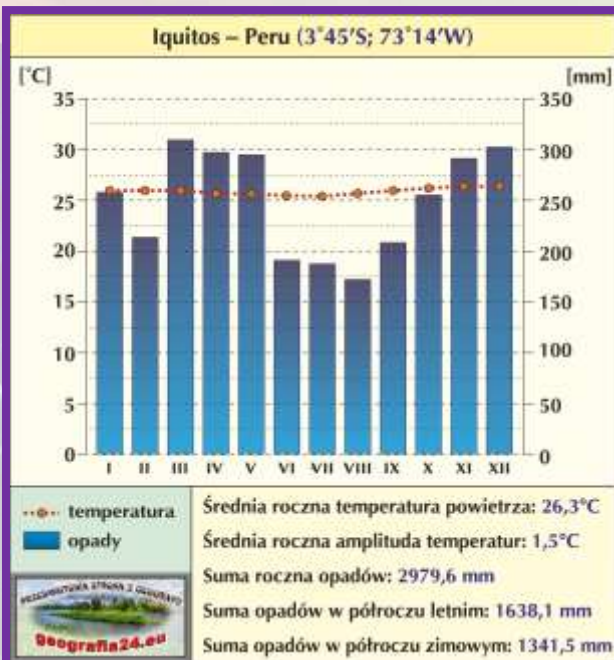 Iquitos – Peru (3°45'S; 73°14'W)
[°C] [mm]
35 350
30 300
25 250
20 200
15 150
10 100
5 50
0 0
I II III IV V VI VII VIII IX X XI XII
temperatura
opady
Średnia roczna temperatura powietrza: 26,3°C
Średnia roczna amplituda temperatur: 1,5°C
Suma roczna opadów: 2979,6 mm
Suma opadów w półroczu letnim: 1638,1 mm
Suma opadów w półroczu zimowym: 1341,5 mm
geografia24.eu